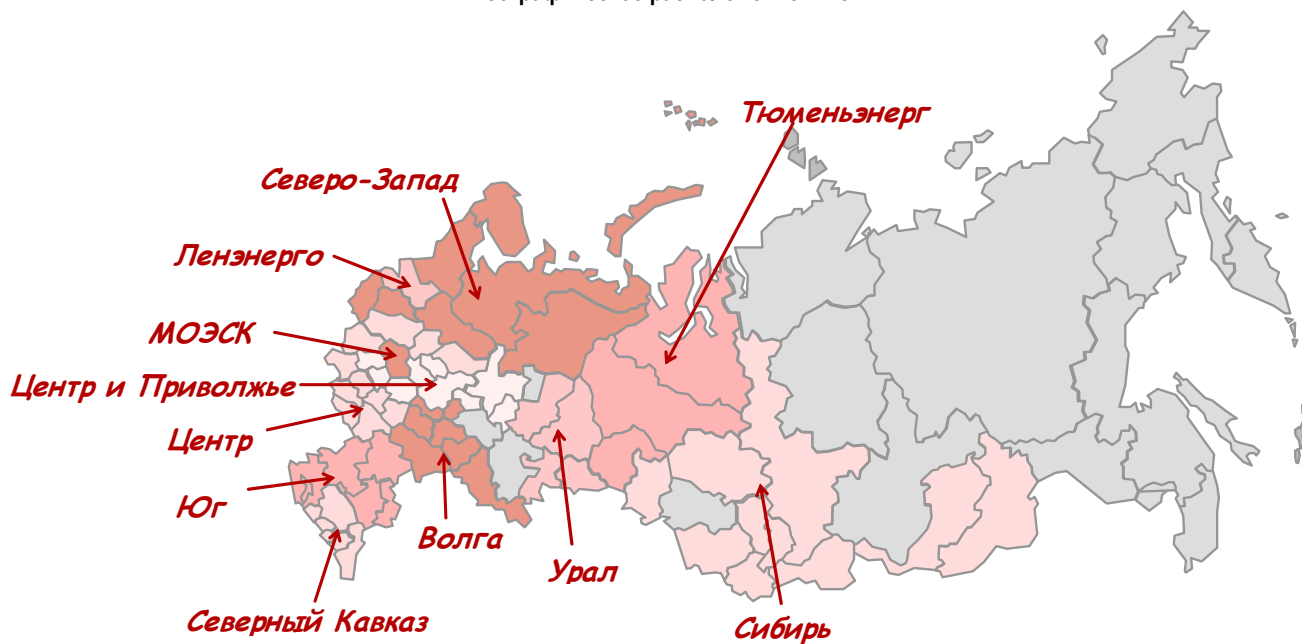 Тюменьэнерг
Северо-Запад
Ленэнерго
МОЭСК
Центр и Приволжье
Центр
Юг
Волга
Урал
Северный Кавказ
Сибирь